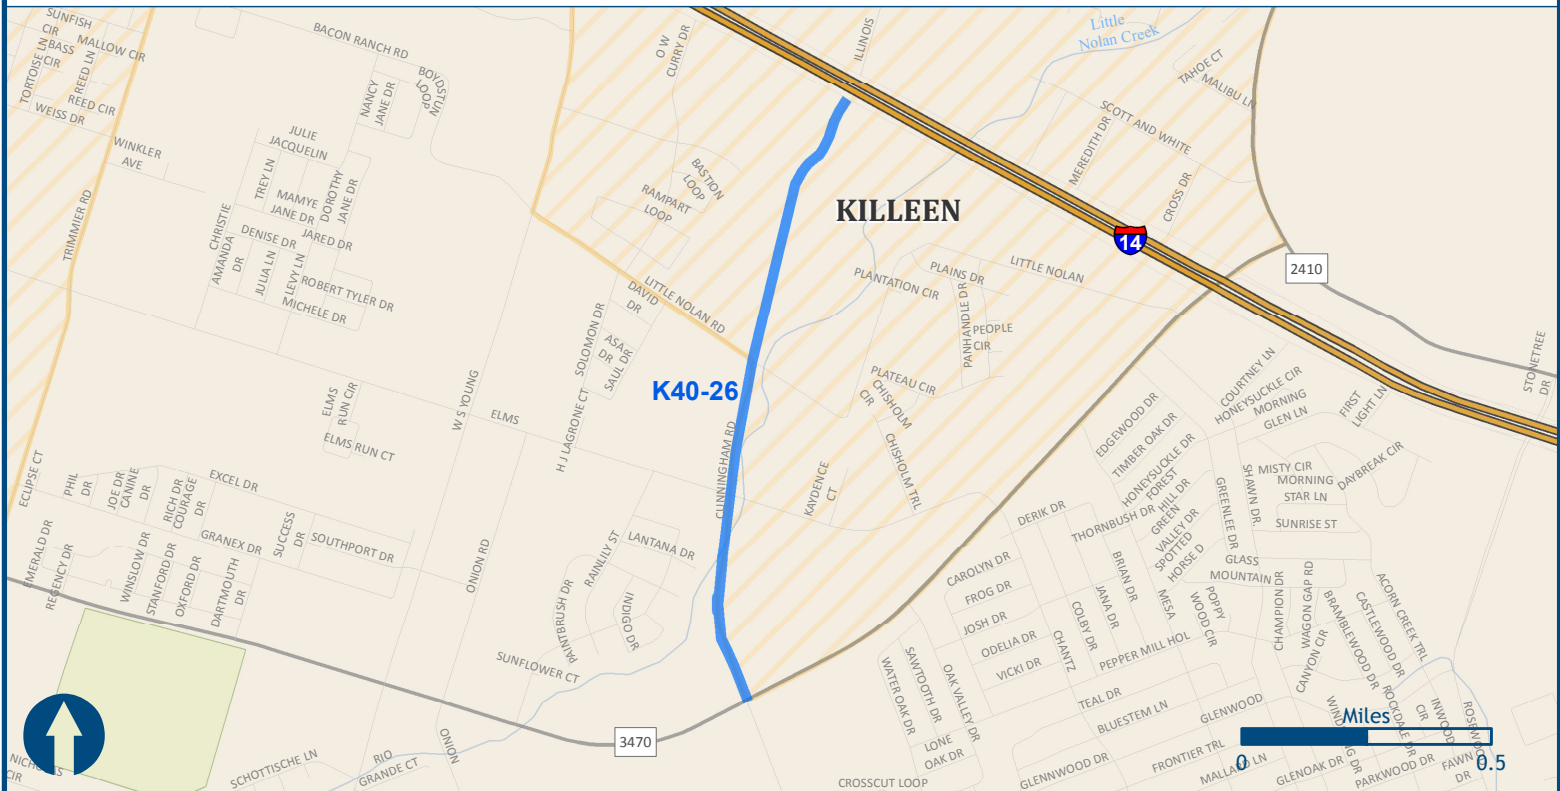 SUNFISH
CIR
BASS
CIR
TORTOISE LN
MALLOW CIR
REED LN
REED CIR
WEISS DR
WINKLER
AVE
TRIMMIER RD
BACON RANCH RD
NANCY
JANE DR
BOYDSTUN
LOOP
JULIE
JACQUELIN
TREY LN
MAMYE
JANE DR
DOROTHY
JANE DR
CHRISTIE
AMANDA
DR
DENISE DR
JARED DR
JULIA LN
LEVY LN
ROBERT TYLER DR
MICHELE DR
O W
CURRY DR
ILLINOIS
Little
Nolan Creek
TAHOE CT
MALIBU LN
SCOTT AND WHITE
MEREDITH DR
CROSS DR
BASTION
LOOP
RAMPART
LOOP
KILLEEN
14
2410
LITTLE NOLAN RD
DAVID
DR
SOLOMON DR
ASA
DR
SAUL DR
PLANTATION CIR
PLAINS DR
LITTLE NOLAN
PANHANDLE DR
PEOPLE
CIR
PLATEAU CIR
CHISHOLM
CIR
CHISHOLM TRL
STONETREE
DR
K40-26
CUNNINGHAM RD
ELMS
RUN CIR
ELMS RUN CT
W S YOUNG
ELMS
H J LAGRONE CT
COURTNEY LN
HONEYSUCKLE CIR
MORNING
GLEN LN
FIRST
LIGHT LN
EDGEWOOD DR
TIMBER OAK DR
HONEYSUCKLE DR
FOREST
HILL DR
GREEN
VALLEY DR
SPOTTED
HORSE D
THORNBUSH DR
DERIK DR
GREENLEE DR
SHAWN DR
MISTY CIR
MORNING
STAR LN
DAYBREAK CIR
SUNRISE ST
GLASS
MOUNTAIN
ECLIPSE CT
PHIL
DR
JOE DR
CANINE
DR
RICH DR
COURAGE
DR
EXCEL DR
GRANEX DR
SUCCESS
DR
SOUTHPORT DR
EMERALD DR
REGENCY DR
WINSLOW DR
STANFORD DR
OXFORD DR
DARTMOUTH
DR
ONION RD
LANTANA DR
RAINLILY ST
PAINTBRUSH DR
INDIGO DR
SUNFLOWER CT
KAYDENCE
CT
CAROLYN DR
FROG DR
JOSH DR
ODELIA DR
VICKI DR
CHANTZ
COLBY DR
JANA DR
BRIAN DR
MESA
POPPY
WOOD CIR
PEPPER MILL HOL
CHAMPION DR
WAGON GAP RD
CANYON CIR
BRAMBLEWOOD DR
CASTLEWOOD DR
ACORN CREEK TRL
WATER OAK DR
SAWTOOTH DR
OAK VALLEY DR
LONE
OAK DR
TEAL DR
BLUESTEM LN
GLENWOOD
GLENNWOOD DR
FRONTIER TRL
MALLARD LN
GLENOAK DR
PARKWOOD DR
ROCKDALE DR
CIR
INWOOD
FAWN
DR
CROSSCUT LOOP
3470
SCHOTTISCHE LN
RIO
GRANDE CT
ONION
CIR
Miles
0
0.5